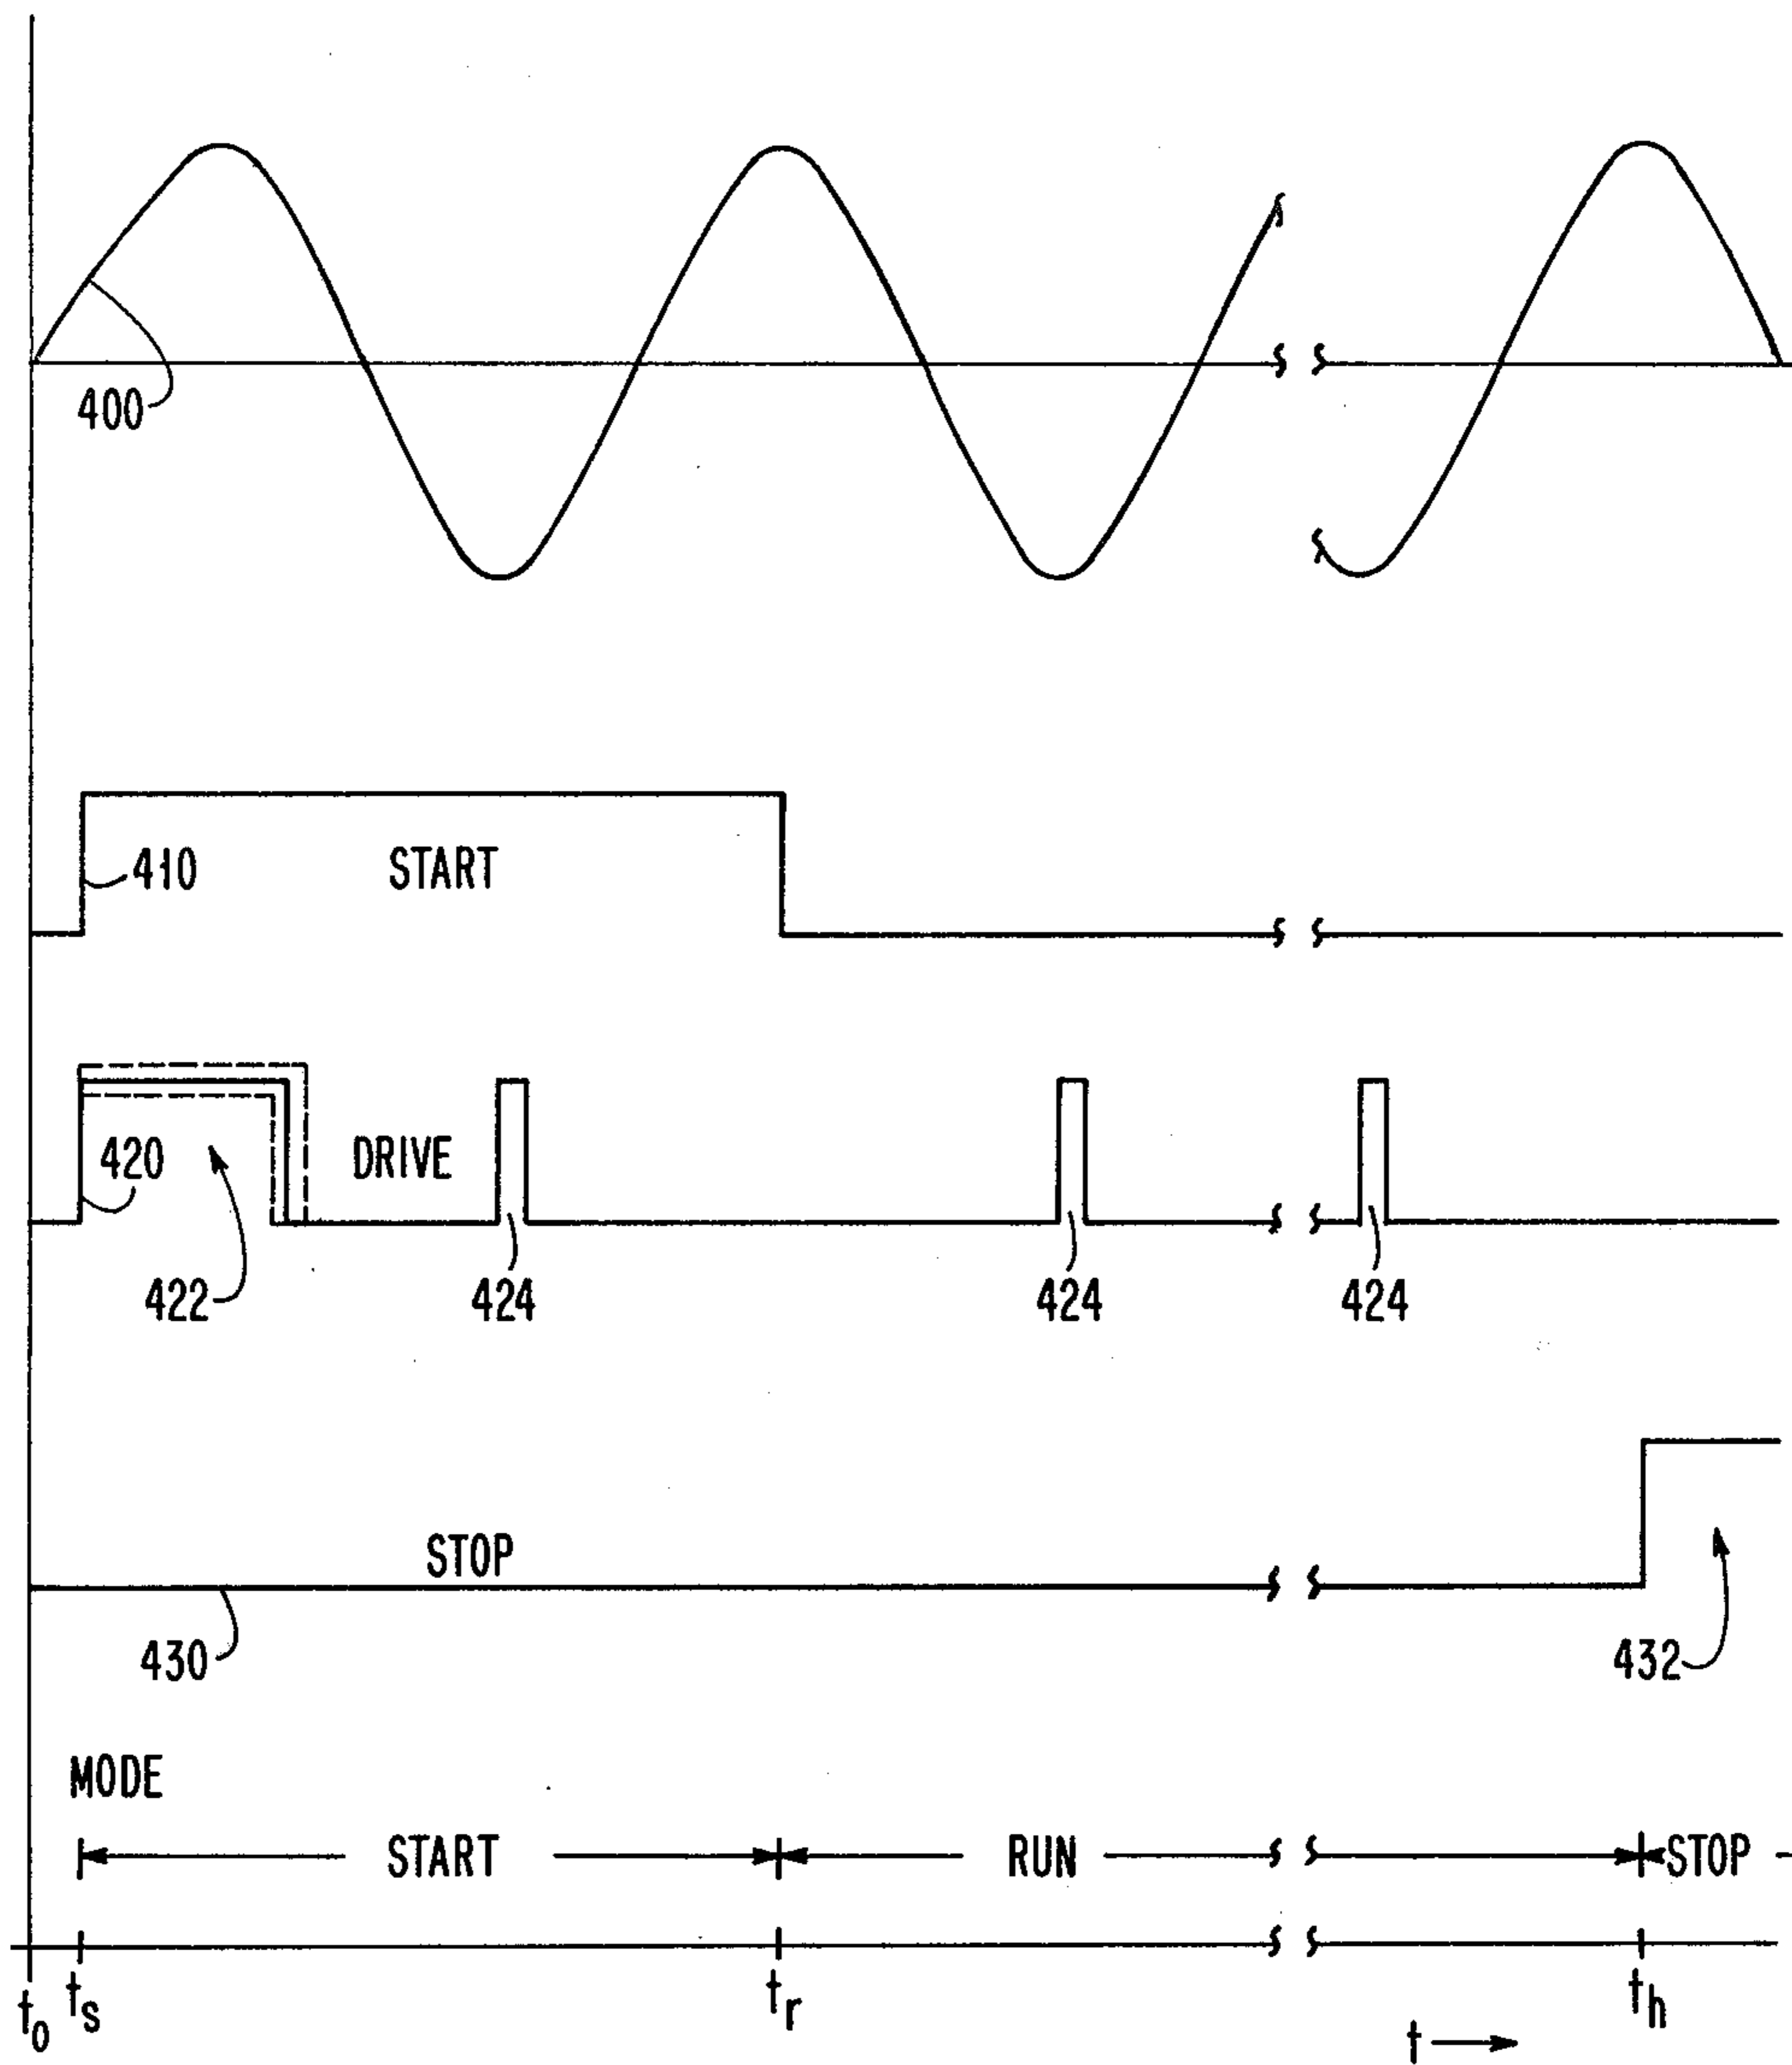 400
410
START
420
DRIVE
422
424
424
424
STOP
430
432
MODE
START
RUN
STOP
t0
ts
tr
th
t